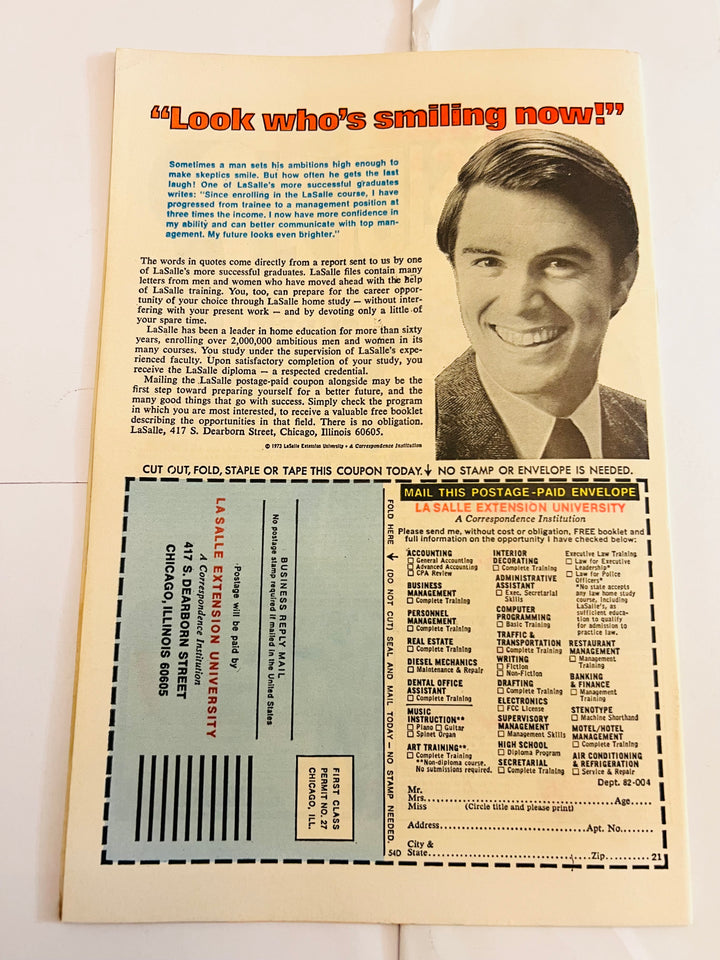 “Look who’s smiling now!”
Sometimes a man sets his ambitions high enough to
make skeptics smile. But how often he gets the last
laugh! One of LaSalle's more successful graduates
writes: "Since enrolling in the LaSalle course, I have
progressed from trainee to a management position at
three times the income. I now have more confidence in
my ability and can better communicate with top man-
agement. My future looks even brighter."
The words in quotes come directly from a report sent to us by one
of LaSalle's more successful graduates. LaSalle files contain many
letters from men and women who have moved ahead with the help
of LaSalle training. You, too, can prepare for the career oppor-
tunity of your choice through LaSalle home study — without inter-
fering with your present work — and by devoting only a little of
your spare time.
LaSalle has been a leader in home education for more than sixty
years, enrolling over 2,000,000 ambitious men and women in its
many courses. You study under the supervision of LaSalle's expe-
rienced faculty. Upon satisfactory completion of your study, you
receive the LaSalle diploma — a respected credential.
Mailing the LaSalle postage-paid coupon alongside may be the
first step toward preparing yourself for a better future, and the
many good things that go with success. Simply check the program
in which you are most interested, to receive a valuable free booklet
describing the opportunities in that field. There is no obligation.
LaSalle, 417 S. Dearborn Street, Chicago, Illinois 60605.
© 1973 LaSalle Extension University • A Correspondence Institution
CUT OUT, FOLD, STAPLE OR TAPE THIS COUPON TODAY. ↓ NO STAMP OR ENVELOPE IS NEEDED.
BUSINESS REPLY MAIL
No postage stamp required if mailed in the United States
Postage will be paid by
LA SALLE EXTENSION UNIVERSITY
A Correspondence Institution
417 S. DEARBORN STREET
CHICAGO, ILLINOIS 60605
FIRST CLASS
PERMIT NO. 27
CHICAGO, ILL.
FOLD HERE ↓ (DO NOT CUT) SEAL AND MAIL TODAY — NO STAMP NEEDED.
54D
MAIL THIS POSTAGE-PAID ENVELOPE
LA SALLE EXTENSION UNIVERSITY
A Correspondence Institution
Please send me, without cost or obligation, FREE booklet and
full information on the opportunity I have checked below:
ACCOUNTING
☐ General Accounting
☐ Advanced Accounting
☐ CPA Review
BUSINESS
MANAGEMENT
☐ Complete Training
PERSONNEL
MANAGEMENT
☐ Complete Training
REAL ESTATE
☐ Complete Training
DIESEL MECHANICS
☐ Maintenance & Repair
DENTAL OFFICE
ASSISTANT
☐ Complete Training
MUSIC
INSTRUCTION**
☐ Piano ☐ Guitar
☐ Spinet Organ
ART TRAINING**
☐ Complete Training
**Non-diploma course.
No submissions required.
INTERIOR
DECORATING
☐ Complete Training
ADMINISTRATIVE
ASSISTANT
☐ Exec. Secretarial
Skills
COMPUTER
PROGRAMMING
☐ Basic Training
TRAFFIC &
TRANSPORTATION
☐ Complete Training
WRITING
☐ Fiction
☐ Non-Fiction
DRAFTING
☐ Complete Training
ELECTRONICS
☐ FCC License
SUPERVISORY
MANAGEMENT
☐ Management Skills
HIGH SCHOOL
☐ Diploma Program
SECRETARIAL
☐ Complete Training
Executive Law Training
☐ Law for Executive
Leadership*
☐ Law for Police
Officers*
*No state accepts
any law home study
course, including
LaSalle's, as
sufficient educa-
tion to qualify
for admission to
practice law.
RESTAURANT
MANAGEMENT
☐ Management
Training
BANKING
& FINANCE
☐ Management
Training
STENOTYPE
☐ Machine Shorthand
MOTEL/HOTEL
MANAGEMENT
☐ Complete Training
AIR CONDITIONING
& REFRIGERATION
☐ Service & Repair
Dept. 82-004
Mr.
Mrs. Age
Miss (Circle title and please print)
Address Apt. No.
City &
State Zip 21